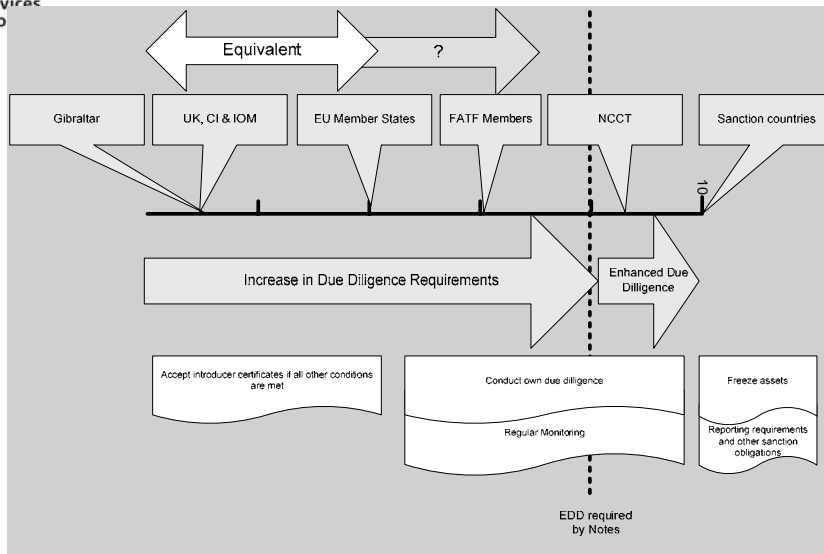 vices
Equivalent
?
Gibraltar
UK, CI & IOM
EU Member States
FATF Members
NCCT
Sanction countries
10
Increase in Due Diligence Requirements
Enhanced Due
Dilligence
Accept introducer certificates if all other conditions
are met
Conduct own due dilligence
Freeze assets
Regular Monitoring
Reporting requirements
and other sanction
obligations
EDD required
by Notes